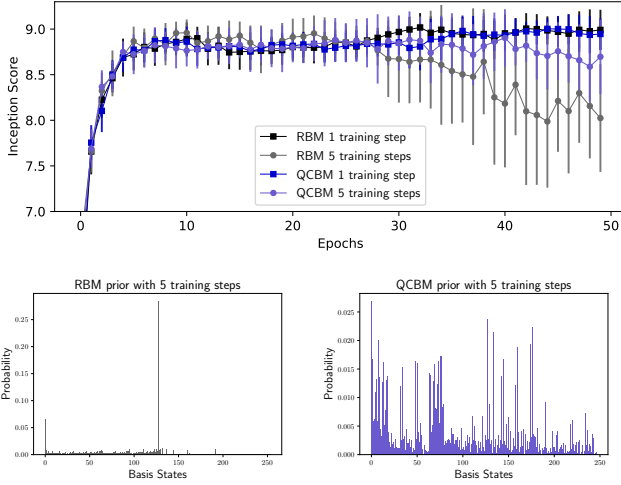 9.0
8.5
8.0
7.5
7.0
Inception Score
RBM 1 training step
RBM 5 training steps
QCBM 1 training step
QCBM 5 training steps
0 10 20 30 40 50
Epochs
RBM prior with 5 training steps
0.25
0.20
0.15
0.10
0.05
0.00
Probability
0 50 100 150 200 250
Basis States
QCBM prior with 5 training steps
0.025
0.020
0.015
0.010
0.005
0.000
Probability
0 50 100 150 200 250
Basis States